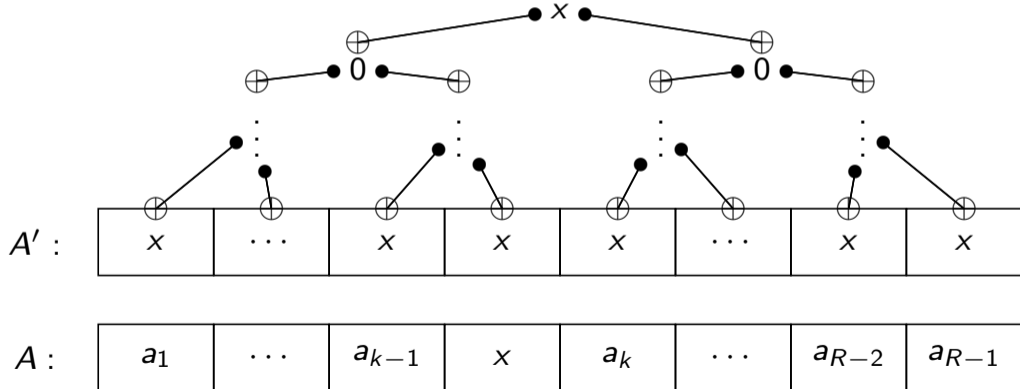 x
0 0
⋮ ⋮ ⋮ ⋮
A′ : x ⋯ x x x ⋯ x x
A : a₁ ⋯ aₖ₋₁ x aₖ ⋯ a_{R−2} a_{R−1}